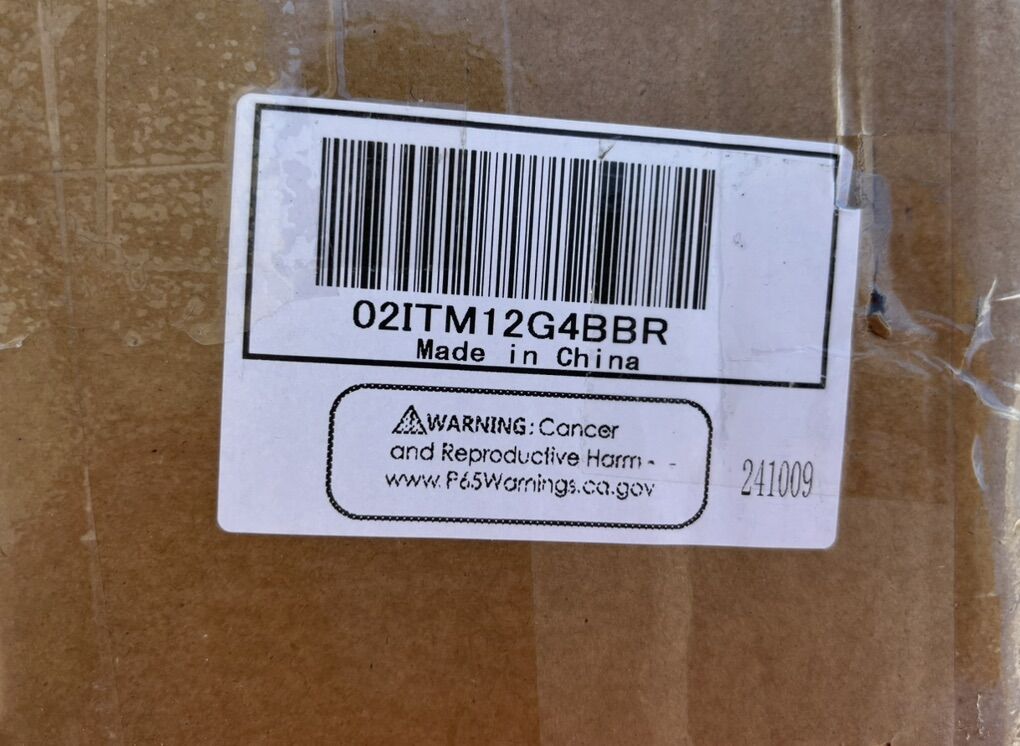 02ITM12G4BBR
Made in China
WARNING: Cancer
and Reproductive Harm - -
www.P65Warnings.ca.gov
241009